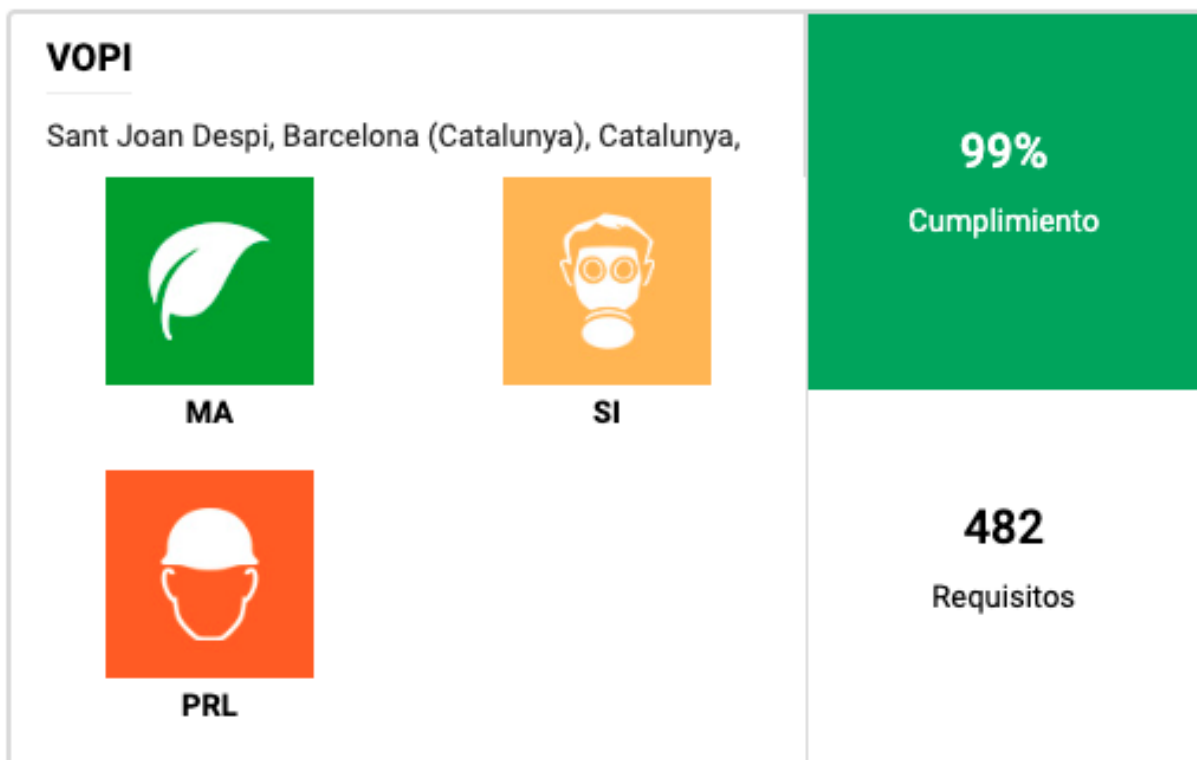 VOPI
Sant Joan Despi, Barcelona (Catalunya), Catalunya,
MA
SI
PRL
99%
Cumplimiento
482
Requisitos